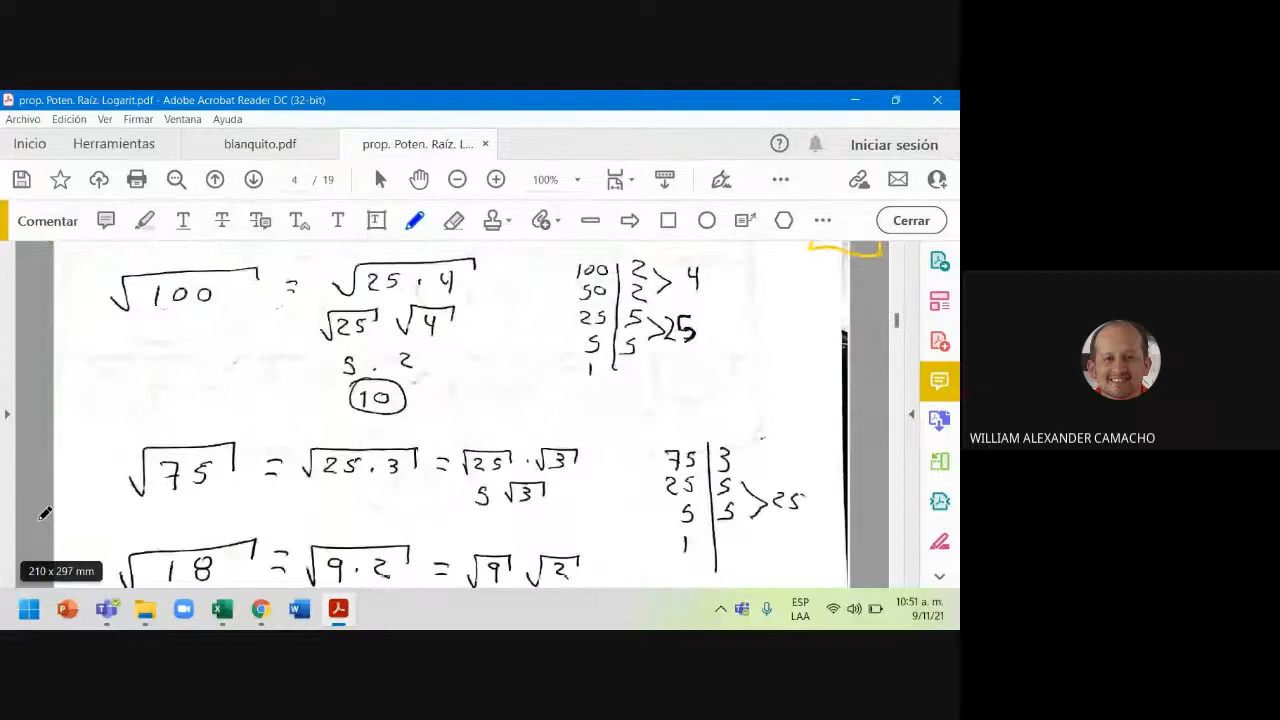 prop. Poten. Raíz. Logarit.pdf - Adobe Acrobat Reader DC (32-bit)
Archivo Edición Ver Firmar Ventana Ayuda
Inicio Herramientas blanquito.pdf prop. Poten. Raíz. L... × Iniciar sesión
4 / 19 100%
Comentar Cerrar
√100 = √25 . 4
√25 √4
5 . 2
10
100 | 2
50 | 2 > 4
25 | 5
5 | 5 > 25
1
√75 = √25 . 3 = √25 . √3
5 √3
75 | 3
25 | 5
5 | 5 > 25
1
√18 = √9 . 2 = √9 √2
210 x 297 mm
ESP
LAA
10:51 a. m.
9/11/21
WILLIAM ALEXANDER CAMACHO